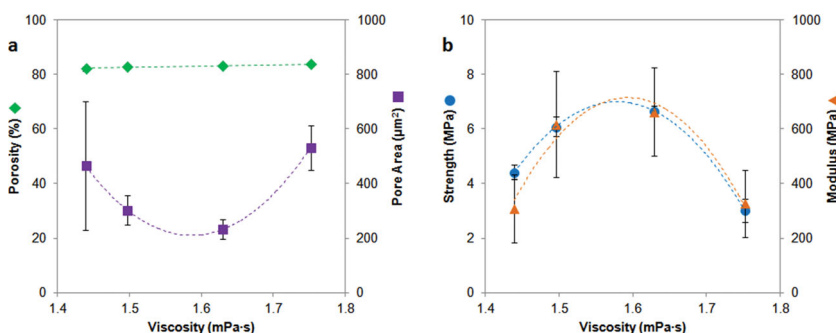 a
100
80
60
40
20
0
Porosity (%)
1000
800
600
400
200
0
Pore Area (μm²)
1.4 1.5 1.6 1.7 1.8
Viscosity (mPa·s)
b
10
8
6
4
2
0
Strength (MPa)
1000
800
600
400
200
0
Modulus (MPa)
1.4 1.5 1.6 1.7 1.8
Viscosity (mPa·s)